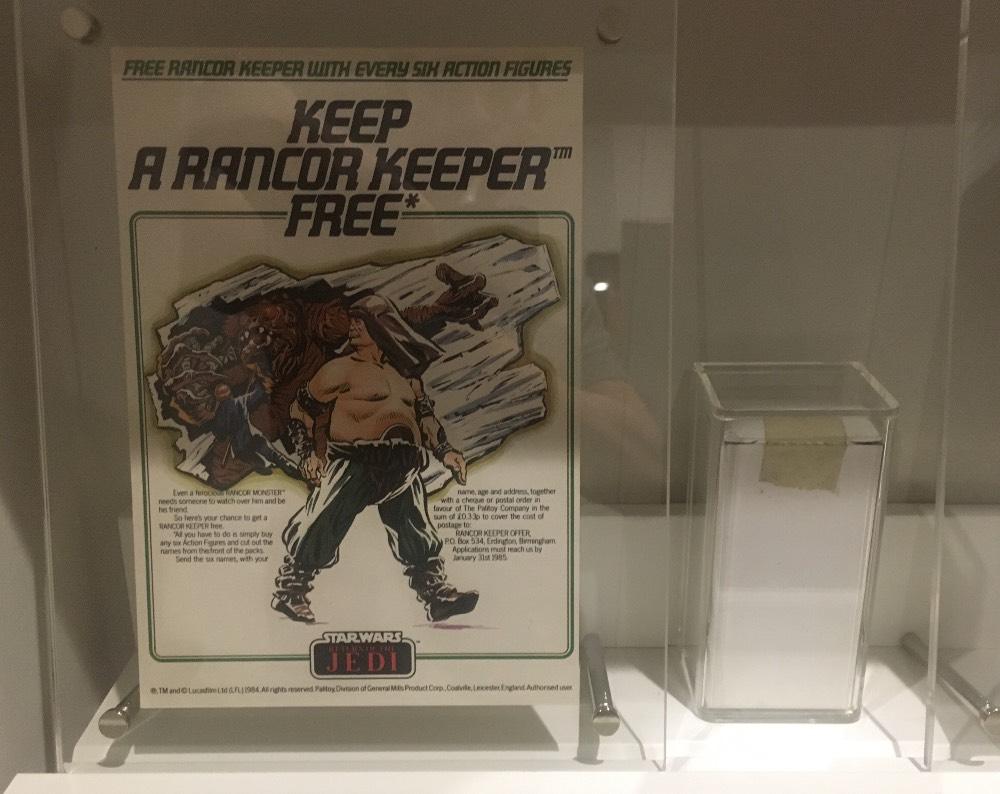 FREE RANCOR KEEPER WITH EVERY SIX ACTION FIGURES
KEEP
A RANCOR KEEPER™
FREE*
Even a ferocious RANCOR MONSTER™
needs someone to watch over him and be
his friend.
So here's your chance to get a
RANCOR KEEPER free.
*All you have to do is simply buy
any six Action Figures and cut out the
names from the front of the packs.
Send the six names, with your
name, age and address, together
with a cheque or postal order in
favour of The Palitoy Company in the
sum of £0.33p to cover the cost of
postage to:
RANCOR KEEPER OFFER,
P.O. Box 534, Erdington, Birmingham.
Applications must reach us by
January 31st 1985.
STAR WARS™
RETURN OF THE
JEDI
®, TM and © Lucasfilm Ltd (LFL) 1984. All rights reserved. Palitoy, Division of General Mills Product Corp., Coalville, Leicester, England. Authorised user.